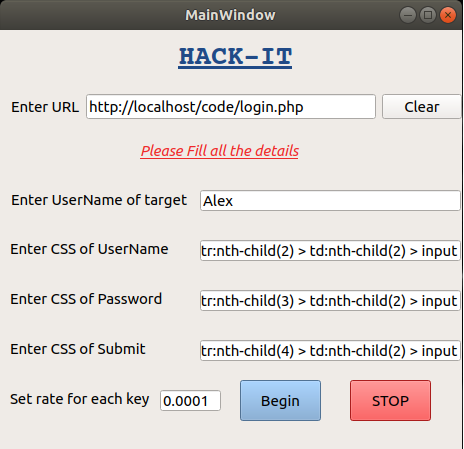 MainWindow
HACK-IT
Enter URL http://localhost/code/login.php Clear
Please Fill all the details
Enter UserName of target Alex
Enter CSS of UserName tr:nth-child(2) > td:nth-child(2) > input
Enter CSS of Password tr:nth-child(3) > td:nth-child(2) > input
Enter CSS of Submit tr:nth-child(4) > td:nth-child(2) > input
Set rate for each key 0.0001 Begin STOP